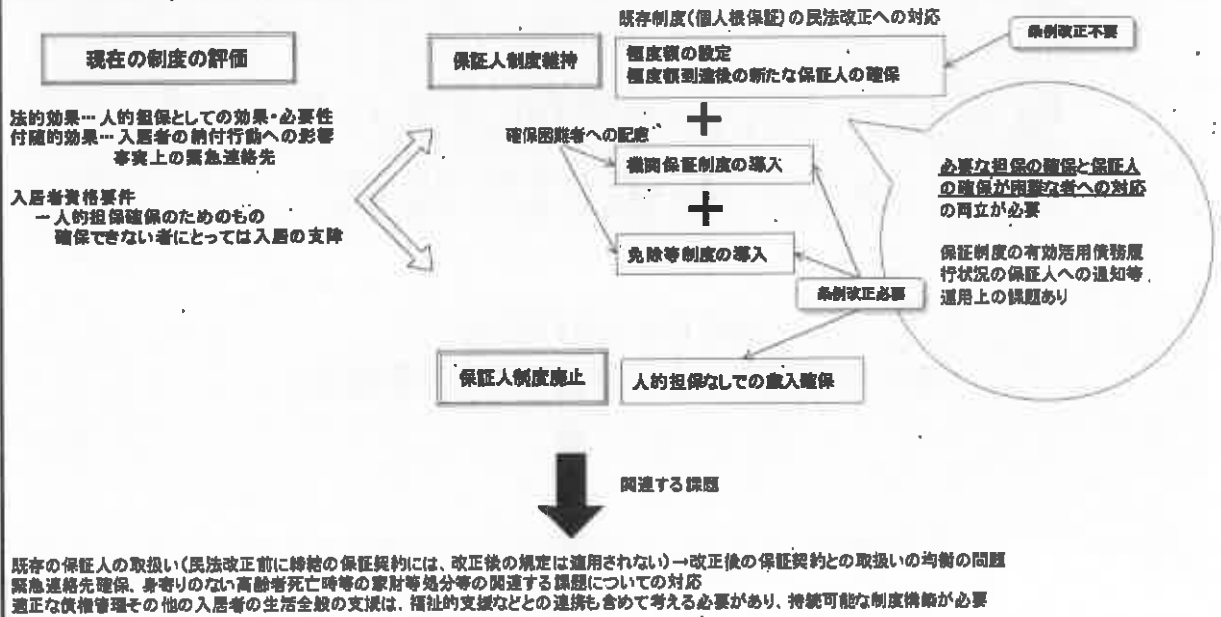 既存制度(個人根保証)の民法改正への対応
条例改正不要
現在の制度の評価
保証人制度維持
極度額の設定
極度額到達後の新たな保証人の確保
法的効果…人的担保としての効果・必要性
付随的効果…入居者の納付行動への影響
事実上の緊急連絡先
入居者資格要件
ー人的担保確保のためのもの
確保できない者にとっては入居の支障
＋
確保困難者への配慮
機関保証制度の導入
＋
免除等制度の導入
条例改正必要
必要な担保の確保と保証人
の確保が困難な者への対応
の両立が必要
保証制度の有効活用債務履
行状況の保証人への通知等
運用上の課題あり
保証人制度廃止
人的担保なしでの歳入確保
関連する課題
既存の保証人の取扱い(民法改正前に締結の保証契約には、改正後の規定は適用されない)→改正後の保証契約との取扱いの均衡の問題
緊急連絡先確保、身寄りのない高齢者死亡時等の家財等処分等の関連する課題についての対応
適正な債権管理その他の入居者の生活全般の支援は、福祉的支援などとの連携も含めて考える必要があり、持続可能な制度構築が必要